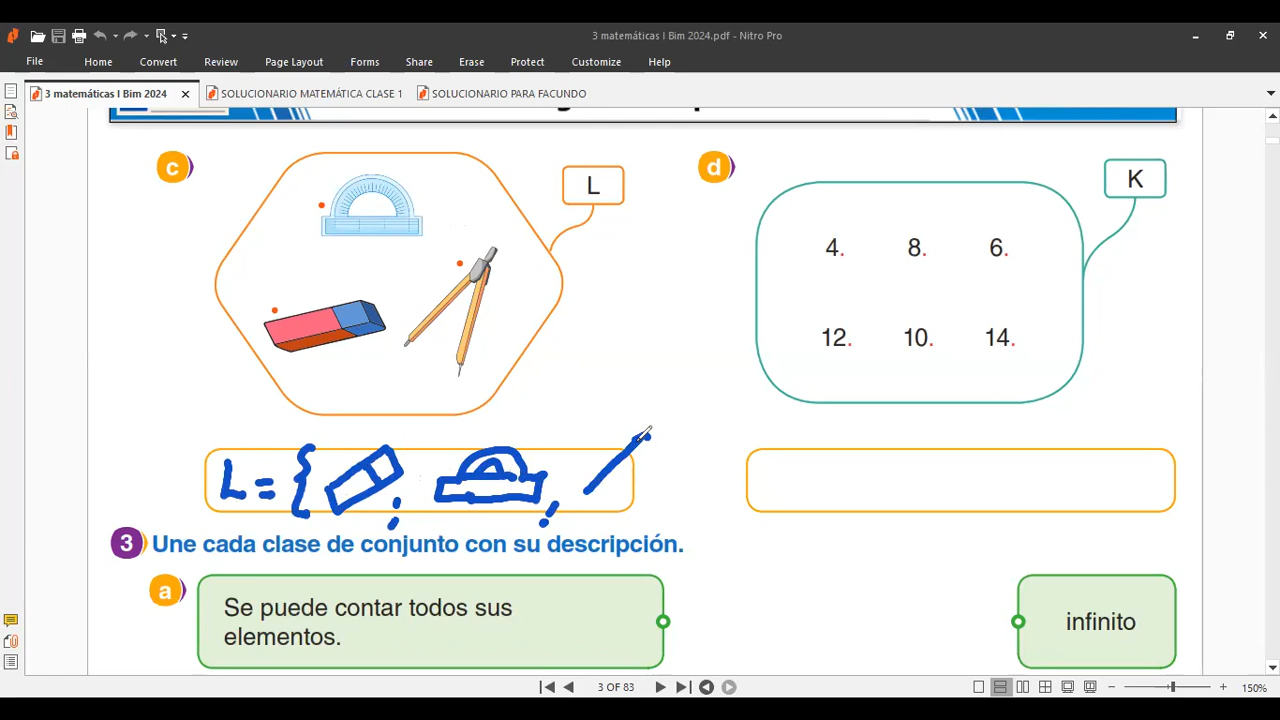 3 matemáticas I Bim 2024.pdf - Nitro Pro
File Home Convert Review Page Layout Forms Share Erase Protect Customize Help
3 matemáticas I Bim 2024 SOLUCIONARIO MATEMÁTICA CLASE 1 SOLUCIONARIO PARA FACUNDO
c
L
d
K
4. 8. 6.
12. 10. 14.
L = { ; ;
3 Une cada clase de conjunto con su descripción.
a
Se puede contar todos sus
elementos.
infinito
3 OF 83
150%